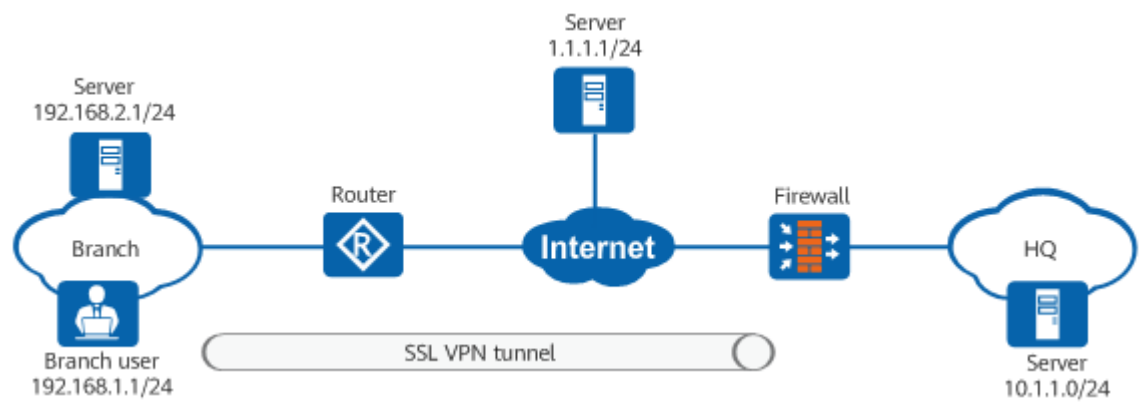 Server
1.1.1.1/24
Server
192.168.2.1/24
Router
Firewall
Branch
R
Internet
HQ
SSL VPN tunnel
Branch user
192.168.1.1/24
Server
10.1.1.0/24